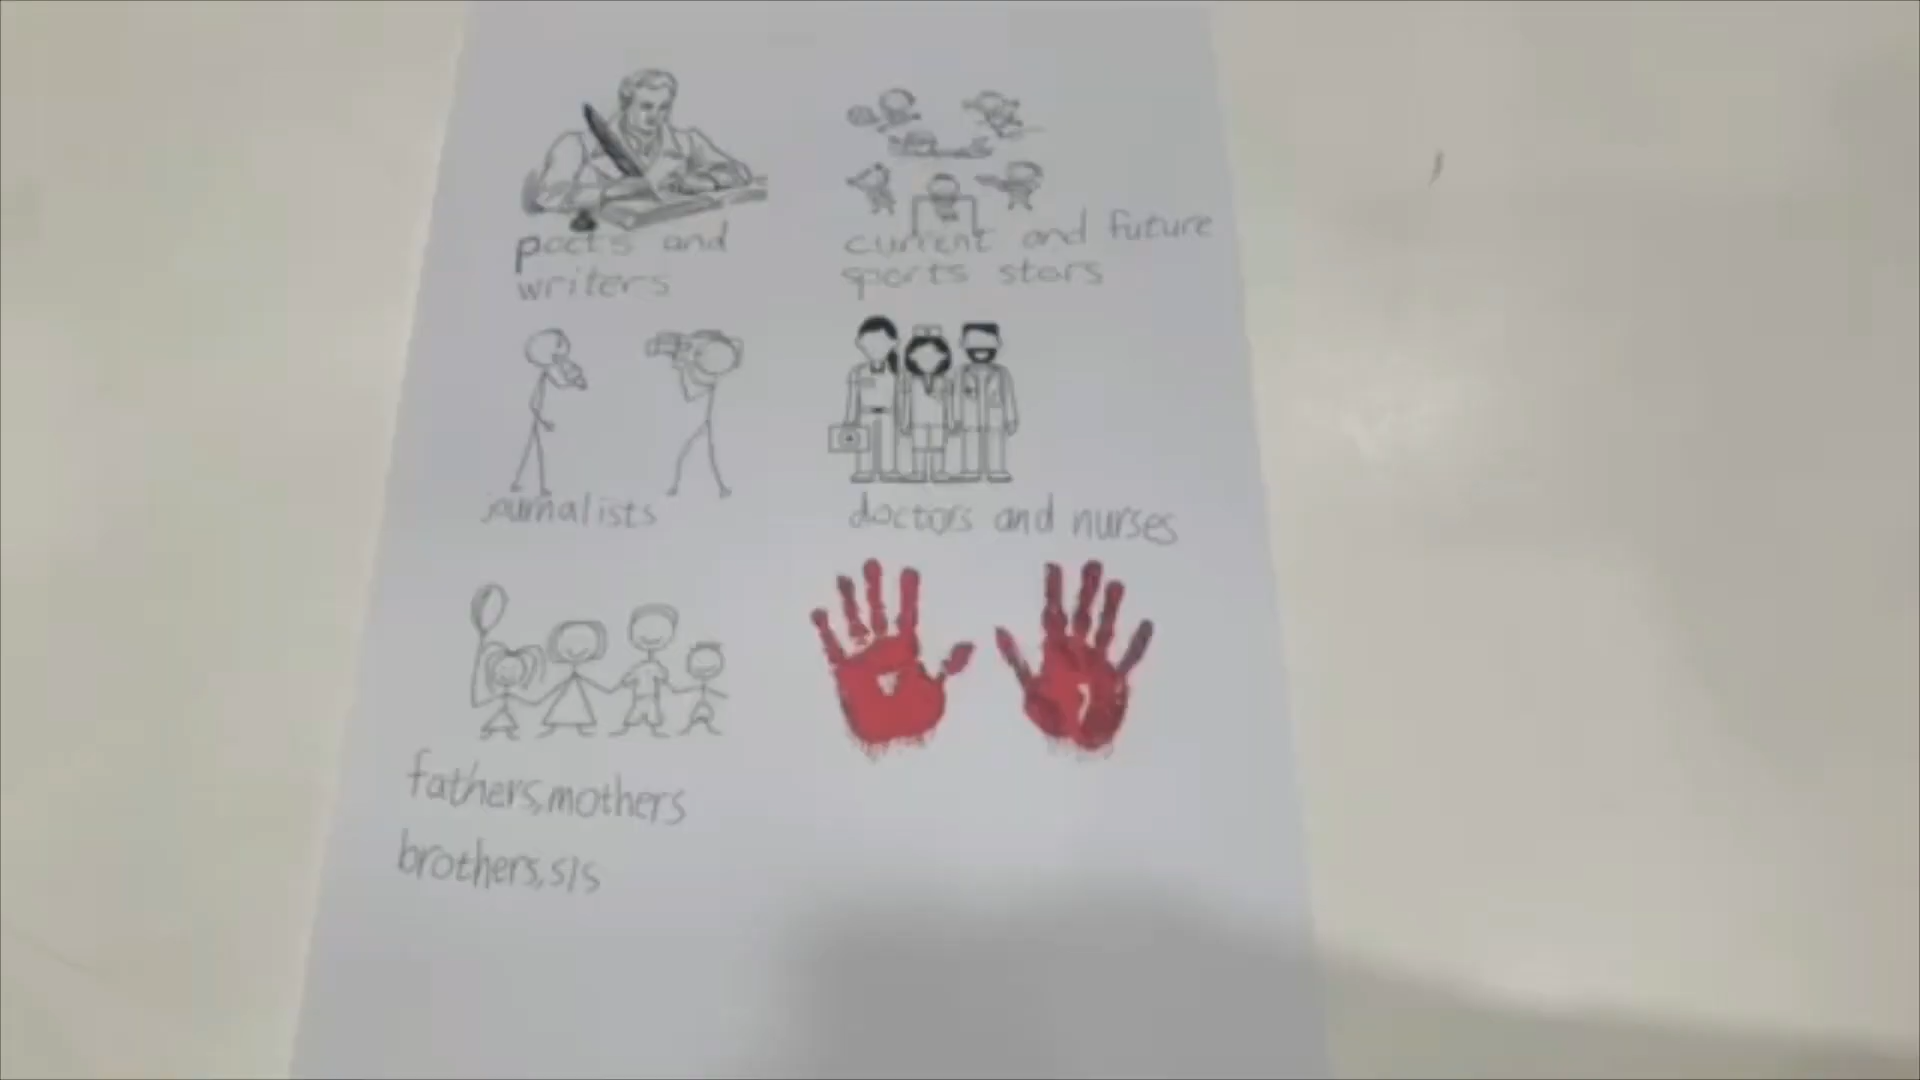 poets and
writers
current and future
sports stars
journalists
doctors and nurses
fathers,mothers
brothers,sis